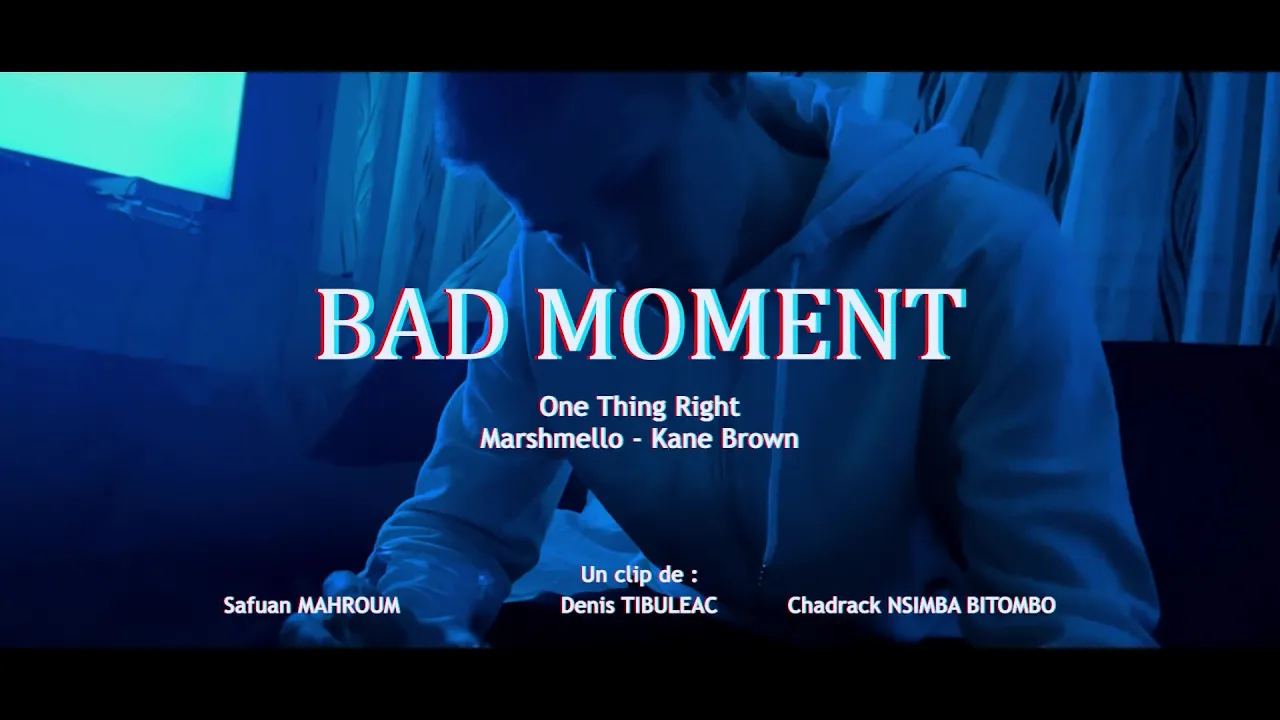 BAD MOMENT
One Thing Right
Marshmello - Kane Brown
Un clip de :
Safuan MAHROUM Denis TIBULEAC Chadrack NSIMBA BITOMBO